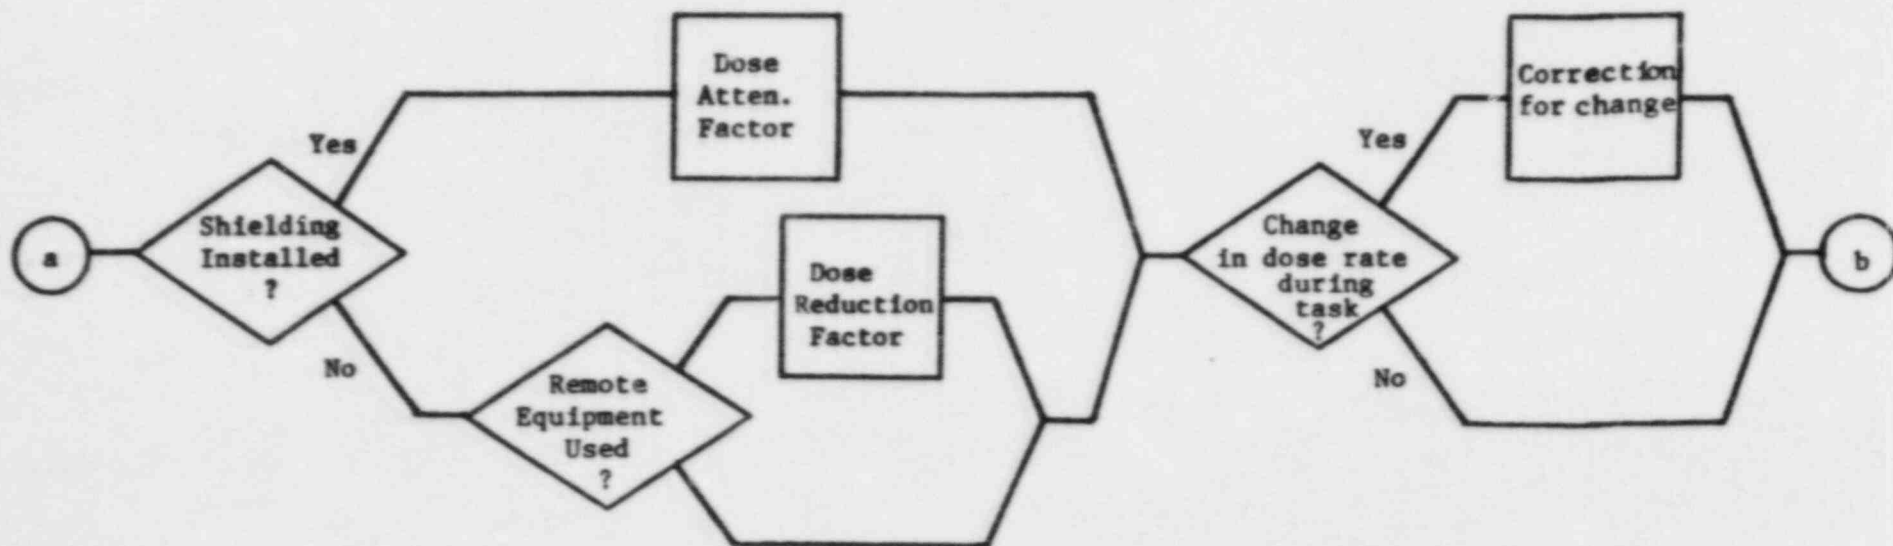 a
Shielding
Installed
?
Yes
No
Dose
Atten.
Factor
Remote
Equipment
Used
?
Dose
Reduction
Factor
Change
in dose rate
during
task
?
Yes
No
Correction
for change
b